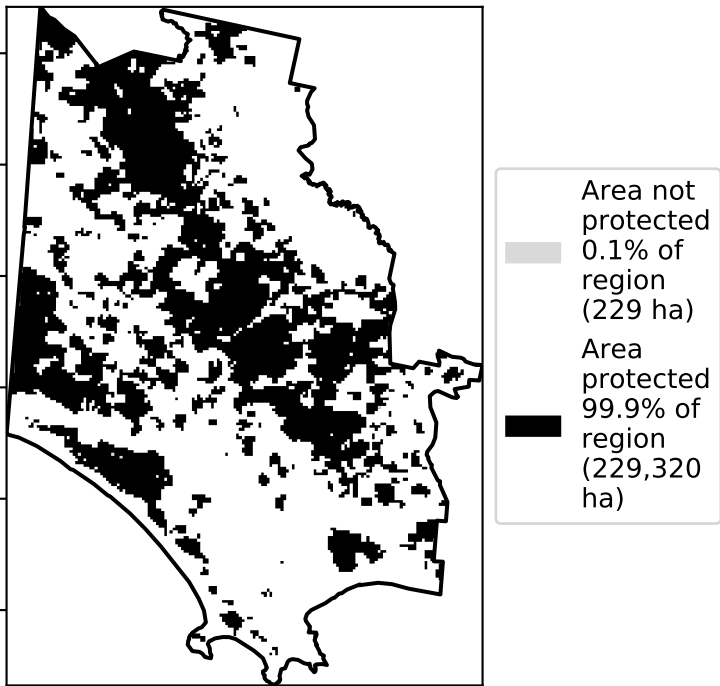 Area not
protected
0.1% of
region
(229 ha)
Area
protected
99.9% of
region
(229,320
ha)